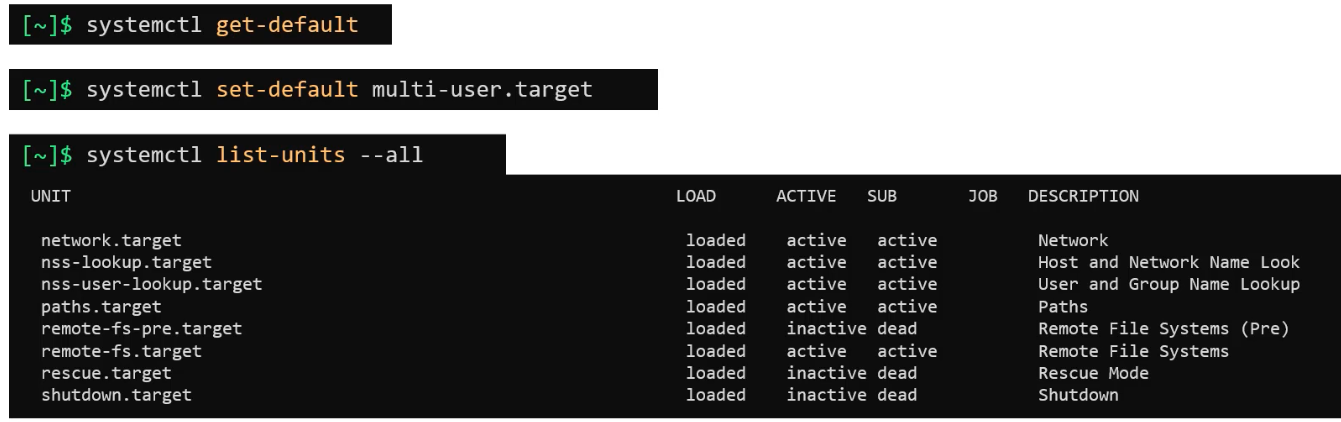 [~]$ systemctl get-default
[~]$ systemctl set-default multi-user.target
[~]$ systemctl list-units --all
UNIT LOAD ACTIVE SUB JOB DESCRIPTION
network.target loaded active active Network
nss-lookup.target loaded active active Host and Network Name Look
nss-user-lookup.target loaded active active User and Group Name Lookup
paths.target loaded active active Paths
remote-fs-pre.target loaded inactive dead Remote File Systems (Pre)
remote-fs.target loaded active active Remote File Systems
rescue.target loaded inactive dead Rescue Mode
shutdown.target loaded inactive dead Shutdown